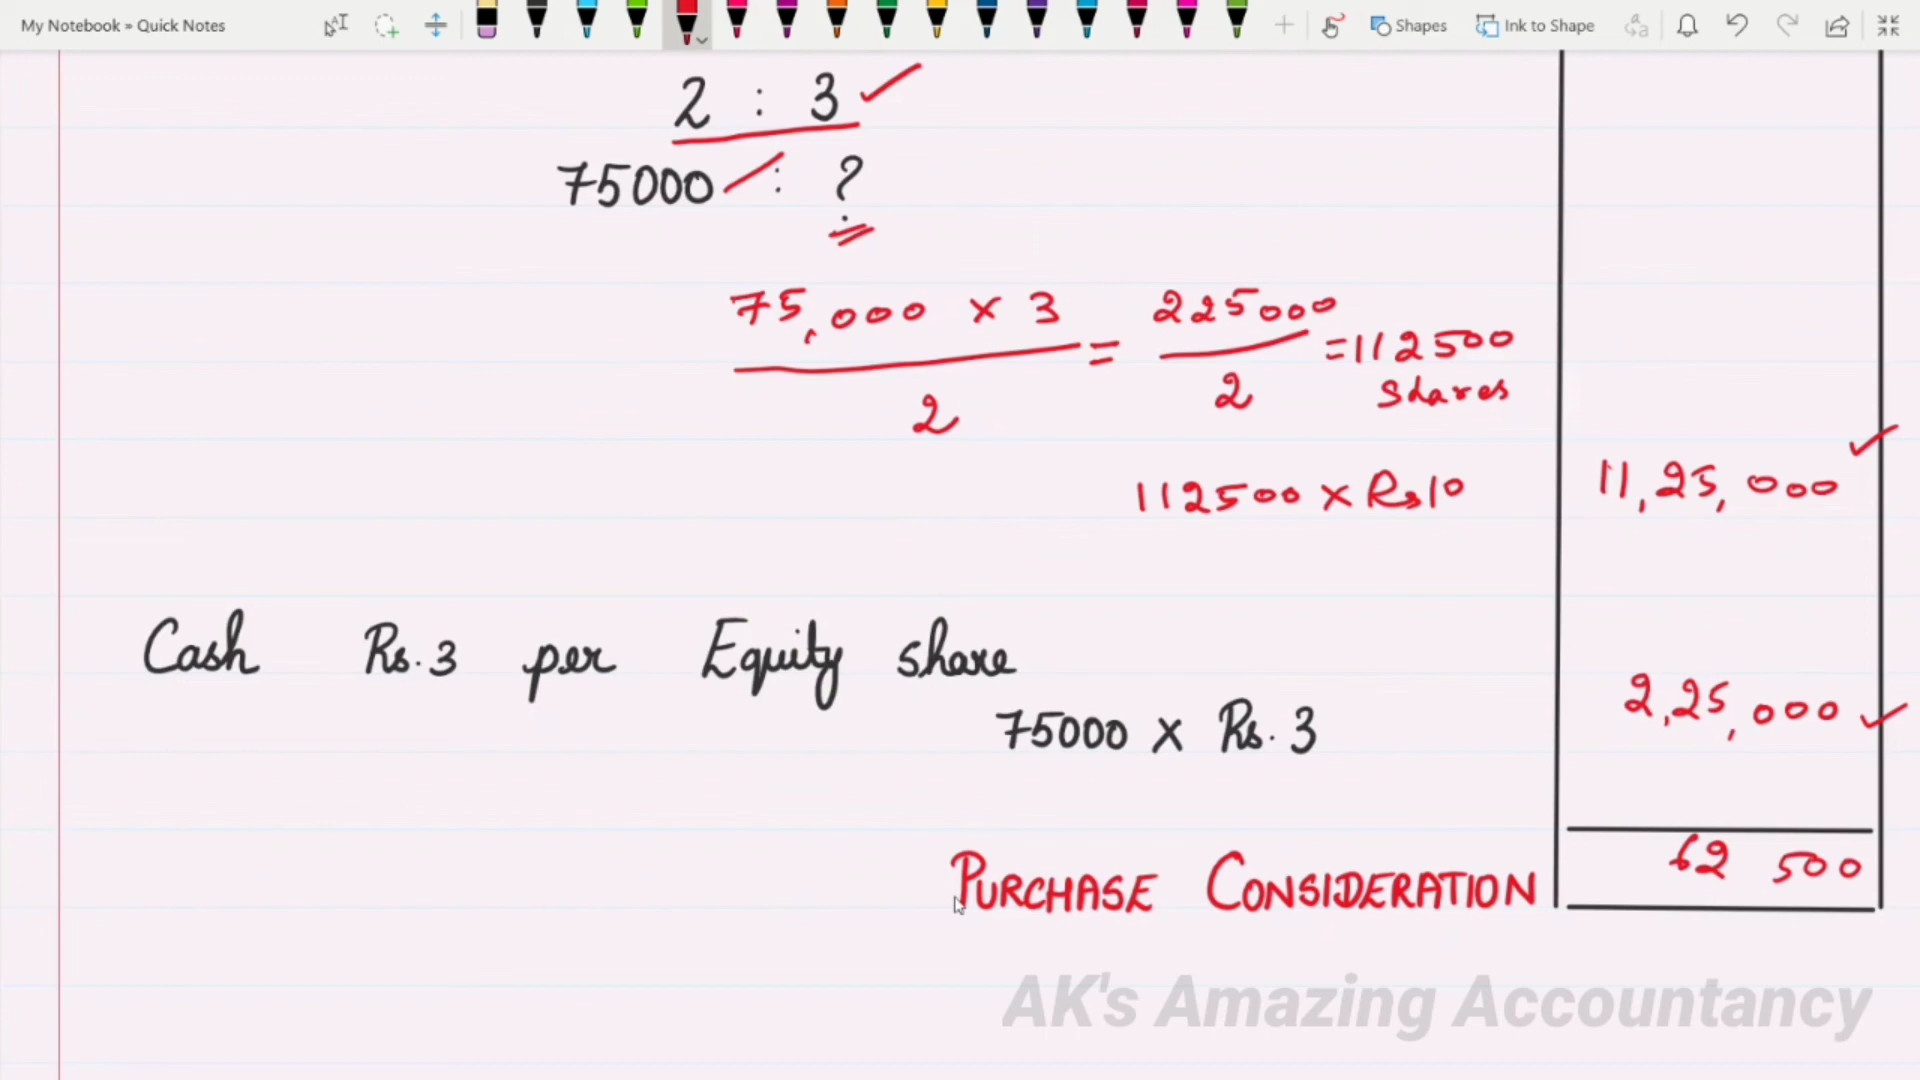 My Notebook » Quick Notes Shapes Ink to Shape
2 : 3
75000 : ?
75,000 x 3 = 225000 = 112500
2 2 Shares
112500 x Rs10 11,25,000
Cash Rs. 3 per Equity share
75000 x Rs. 3 2,25,000
PURCHASE CONSIDERATION 62 500
AK's Amazing Accountancy